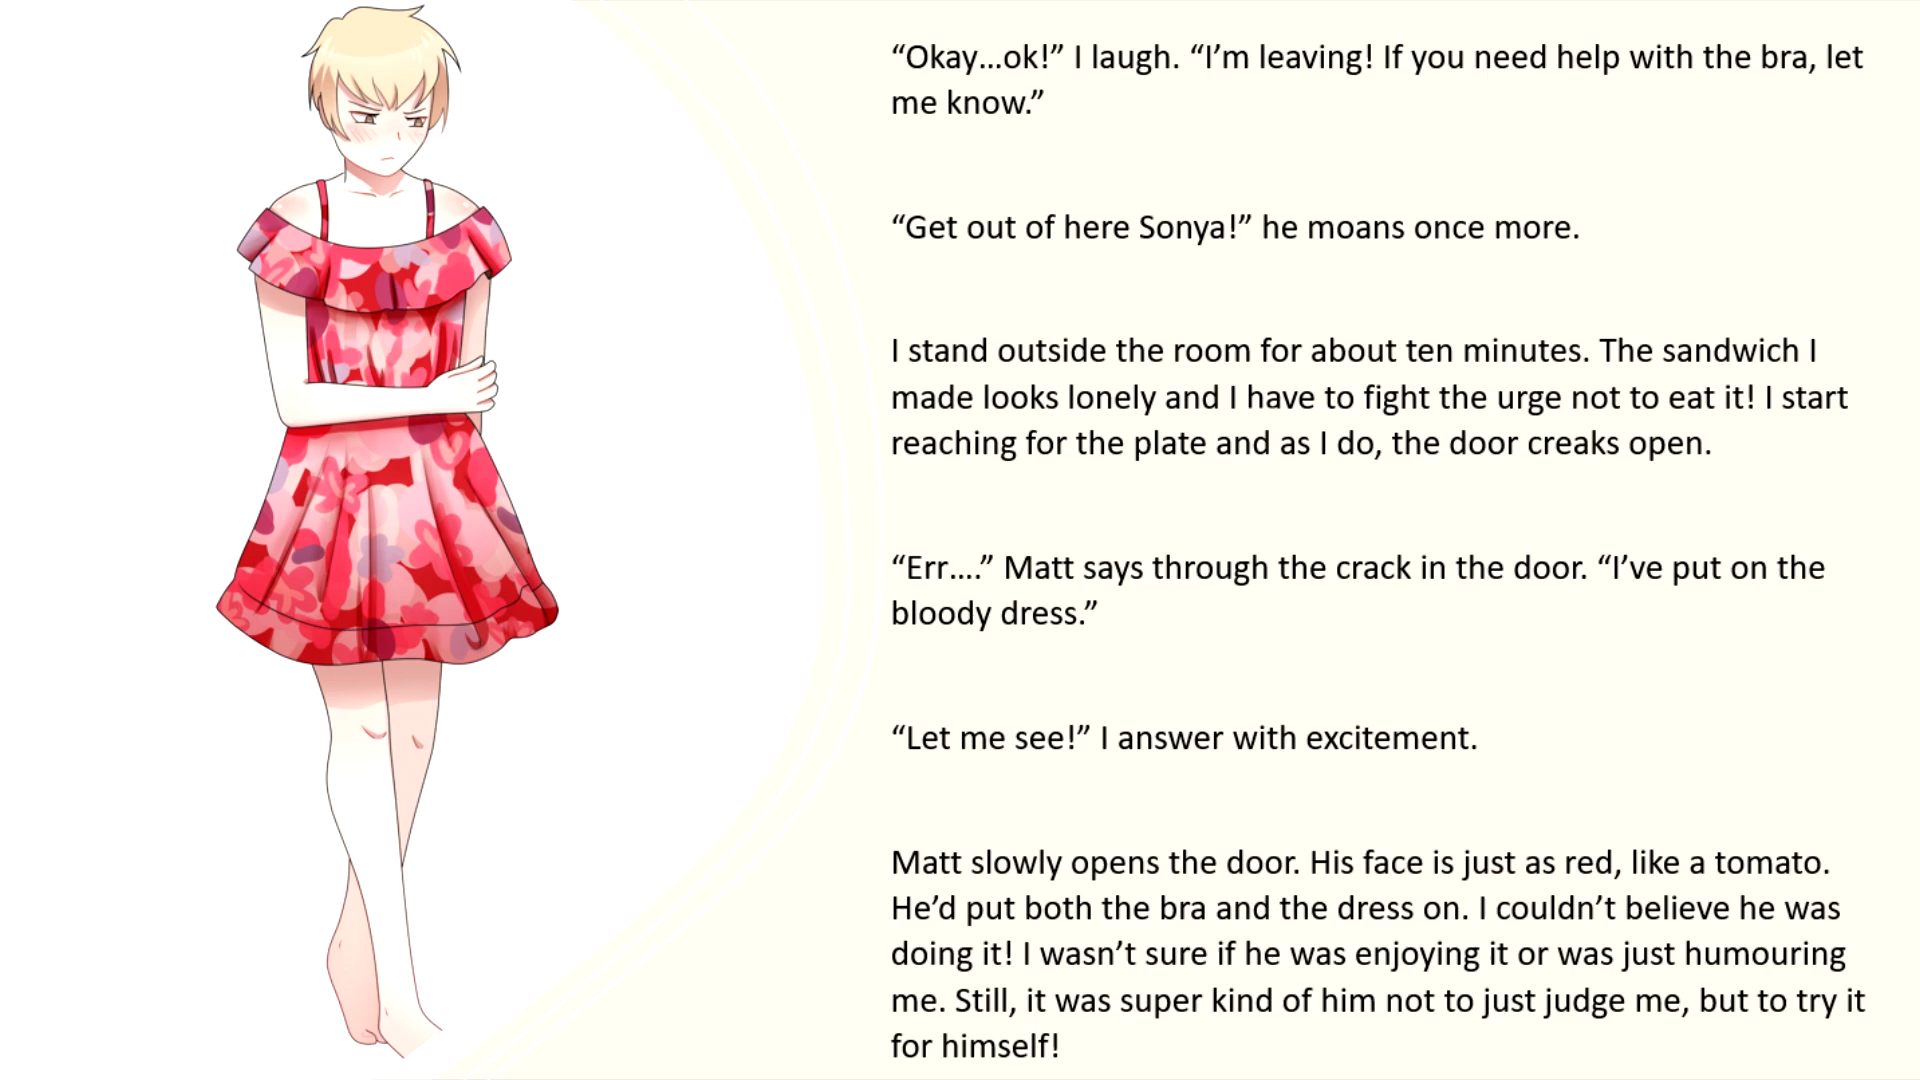 “Okay…ok!” I laugh. “I’m leaving! If you need help with the bra, let
me know.”
“Get out of here Sonya!” he moans once more.
I stand outside the room for about ten minutes. The sandwich I
made looks lonely and I have to fight the urge not to eat it! I start
reaching for the plate and as I do, the door creaks open.
“Err….” Matt says through the crack in the door. “I’ve put on the
bloody dress.”
“Let me see!” I answer with excitement.
Matt slowly opens the door. His face is just as red, like a tomato.
He’d put both the bra and the dress on. I couldn’t believe he was
doing it! I wasn’t sure if he was enjoying it or was just humouring
me. Still, it was super kind of him not to just judge me, but to try it
for himself!